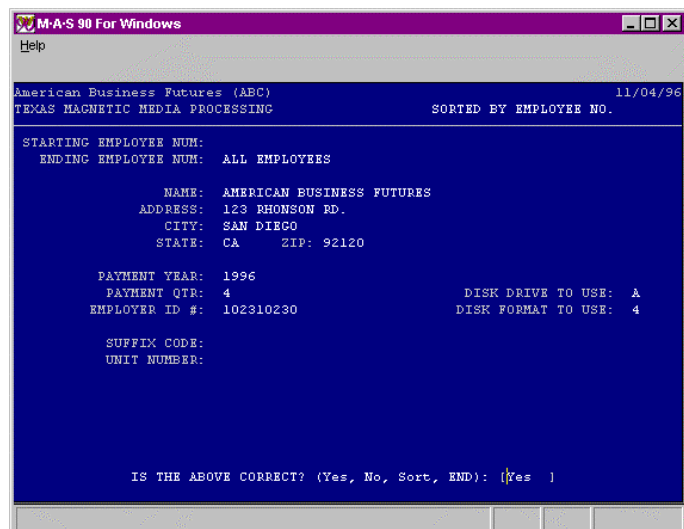 M·A·S 90 For Windows
Help
American Business Futures (ABC) 11/04/96
TEXAS MAGNETIC MEDIA PROCESSING SORTED BY EMPLOYEE NO.
STARTING EMPLOYEE NUM:
ENDING EMPLOYEE NUM: ALL EMPLOYEES
NAME: AMERICAN BUSINESS FUTURES
ADDRESS: 123 RHONSON RD.
CITY: SAN DIEGO
STATE: CA ZIP: 92120
PAYMENT YEAR: 1996
PAYMENT QTR: 4 DISK DRIVE TO USE: A
EMPLOYER ID #: 102310230 DISK FORMAT TO USE: 4
SUFFIX CODE:
UNIT NUMBER:
IS THE ABOVE CORRECT? (Yes, No, Sort, END): [Yes ]